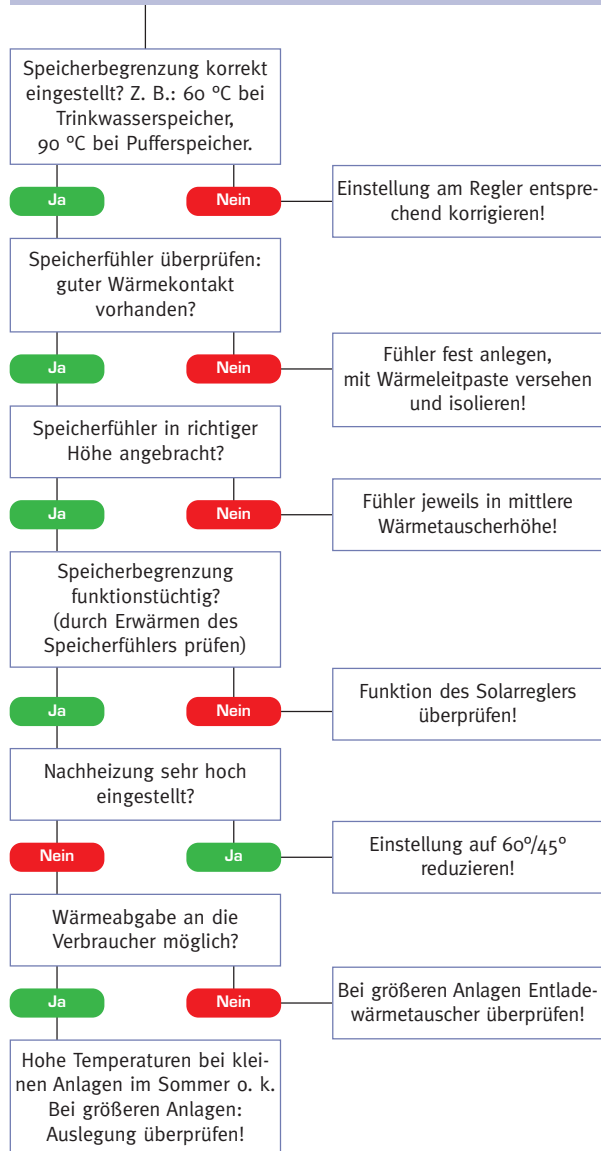 Speicherbegrenzung korrekt
eingestellt? Z. B.: 60 °C bei
Trinkwasserspeicher,
90 °C bei Pufferspeicher.
Ja
Nein
Einstellung am Regler entspre-
chend korrigieren!
Speicherfühler überprüfen:
guter Wärmekontakt
vorhanden?
Ja
Nein
Fühler fest anlegen,
mit Wärmeleitpaste versehen
und isolieren!
Speicherfühler in richtiger
Höhe angebracht?
Ja
Nein
Fühler jeweils in mittlere
Wärmetauscherhöhe!
Speicherbegrenzung
funktionstüchtig?
(durch Erwärmen des
Speicherfühlers prüfen)
Ja
Nein
Funktion des Solarreglers
überprüfen!
Nachheizung sehr hoch
eingestellt?
Nein
Ja
Einstellung auf 60°/45°
reduzieren!
Wärmeabgabe an die
Verbraucher möglich?
Ja
Nein
Bei größeren Anlagen Entlade-
wärmetauscher überprüfen!
Hohe Temperaturen bei klei-
nen Anlagen im Sommer o. k.
Bei größeren Anlagen:
Auslegung überprüfen!